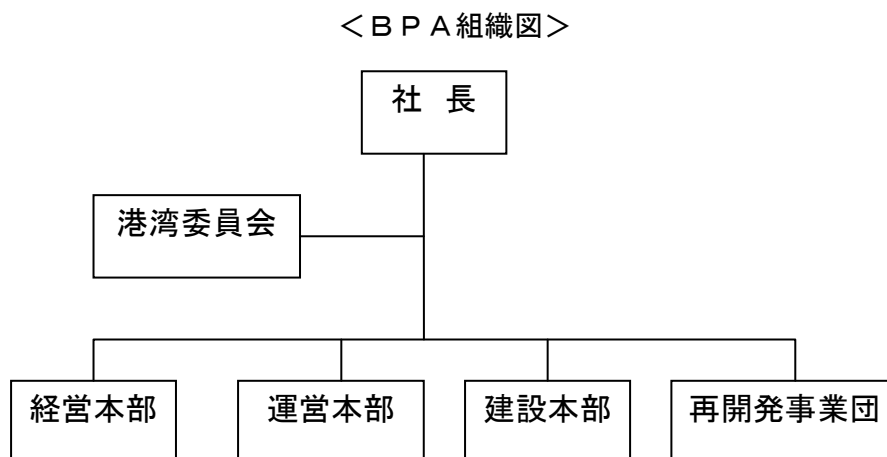 ＜ＢＰＡ組織図＞
社 長
港湾委員会
経営本部
運営本部
建設本部
再開発事業団